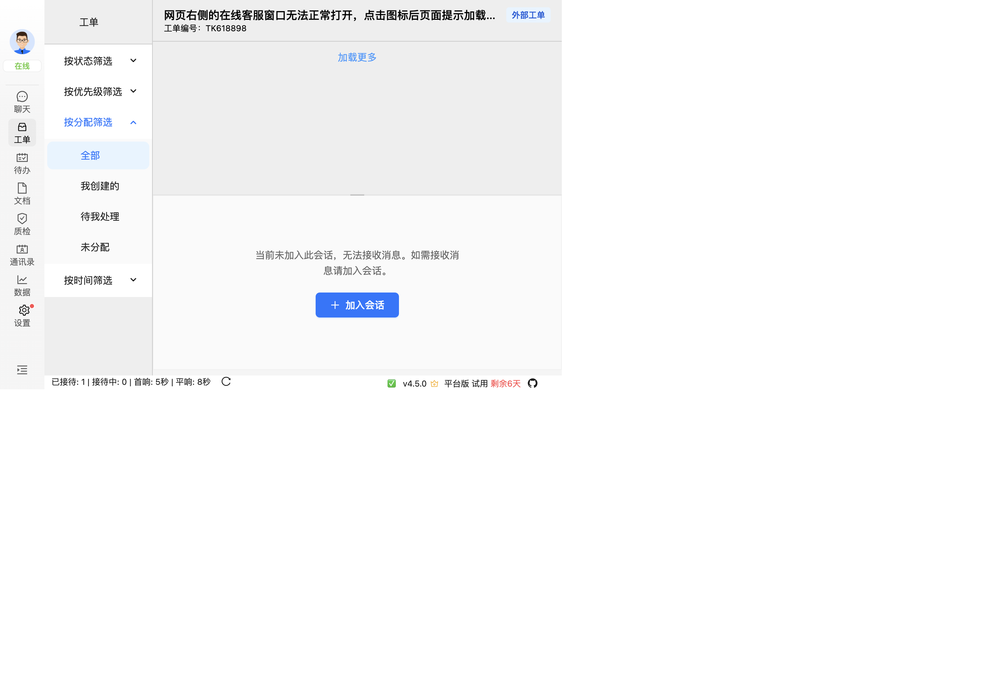 在线
聊天
工单
待办
文档
质检
通讯录
数据
设置
工单
按状态筛选
按优先级筛选
按分配筛选
全部
我创建的
待我处理
未分配
按时间筛选
网页右侧的在线客服窗口无法正常打开，点击图标后页面提示加载...
外部工单
工单编号：TK618898
加载更多
当前未加入此会话，无法接收消息。如需接收消
息请加入会话。
加入会话
已接待: 1 | 接待中: 0 | 首响: 5秒 | 平响: 8秒
v4.5.0 平台版 试用 剩余6天